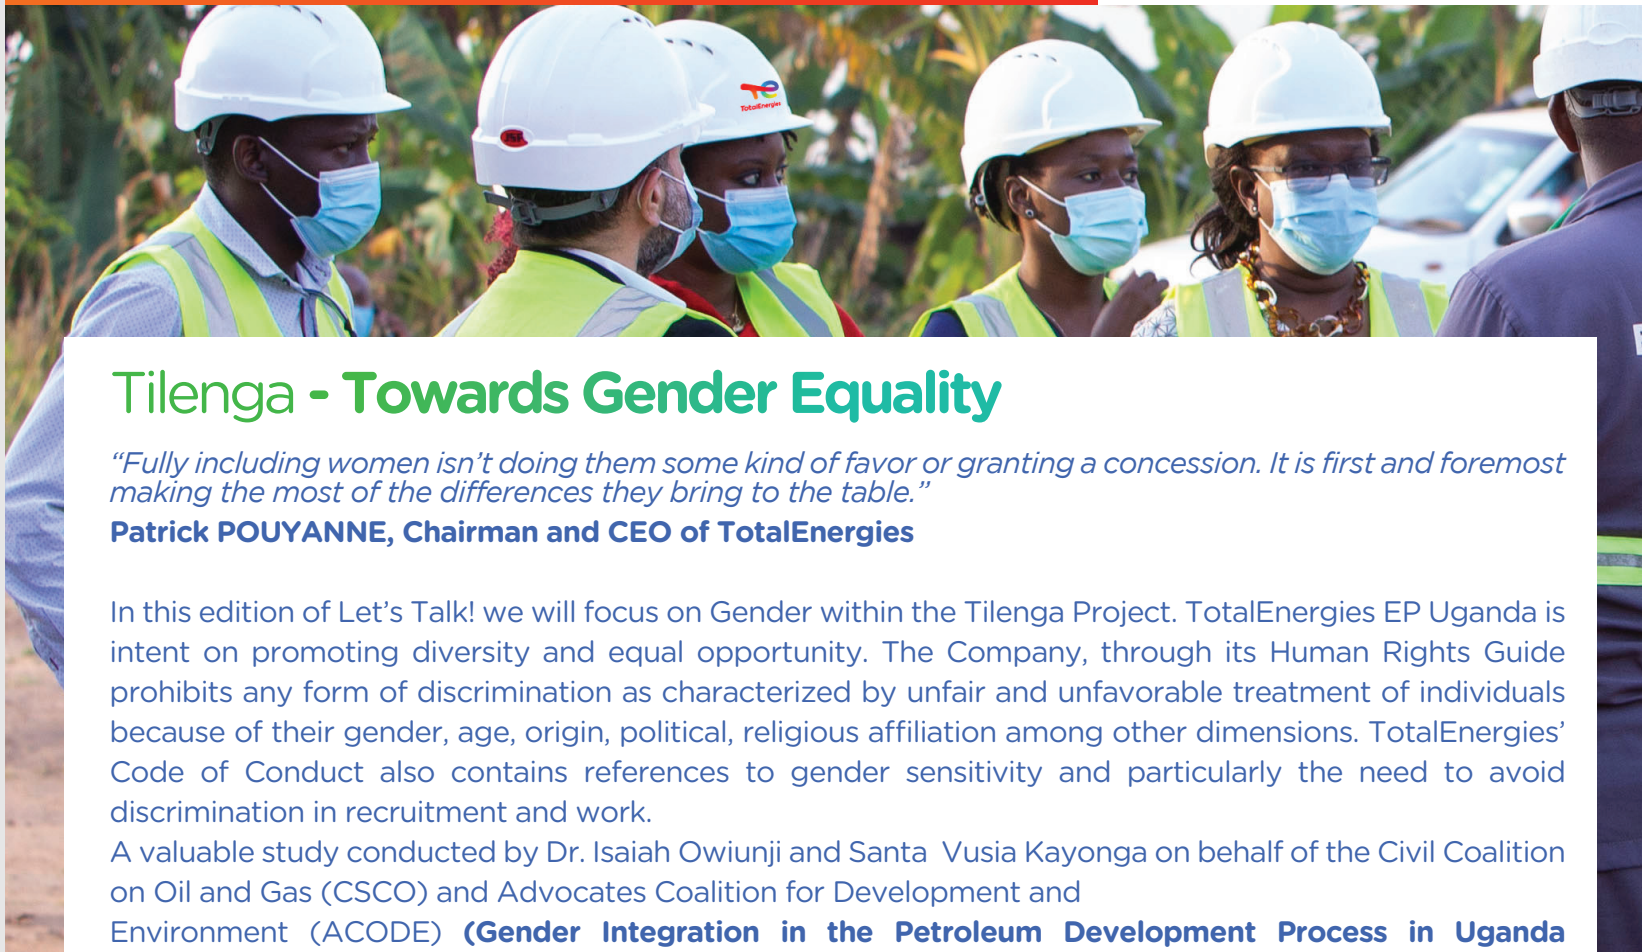 JSP
TotalEnergies
Tilenga - Towards Gender Equality
“Fully including women isn’t doing them some kind of favor or granting a concession. It is first and foremost
making the most of the differences they bring to the table.”
Patrick POUYANNE, Chairman and CEO of TotalEnergies
In this edition of Let’s Talk! we will focus on Gender within the Tilenga Project. TotalEnergies EP Uganda is
intent on promoting diversity and equal opportunity. The Company, through its Human Rights Guide
prohibits any form of discrimination as characterized by unfair and unfavorable treatment of individuals
because of their gender, age, origin, political, religious affiliation among other dimensions. TotalEnergies’
Code of Conduct also contains references to gender sensitivity and particularly the need to avoid
discrimination in recruitment and work.
A valuable study conducted by Dr. Isaiah Owiunji and Santa Vusia Kayonga on behalf of the Civil Coalition
on Oil and Gas (CSCO) and Advocates Coalition for Development and
Environment (ACODE) (Gender Integration in the Petroleum Development Process in Uganda